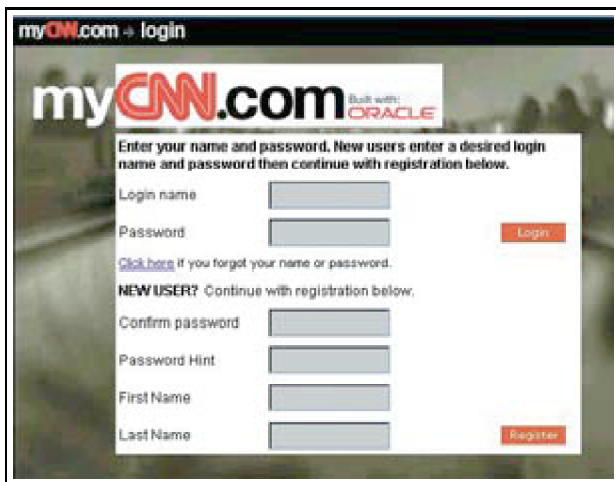 myCNN.com → login
myCNN.com Built with:
ORACLE
Enter your name and password. New users enter a desired login
name and password then continue with registration below.
Login name
Password Login
Click here if you forgot your name or password.
NEW USER? Continue with registration below.
Confirm password
Password Hint
First Name
Last Name Register